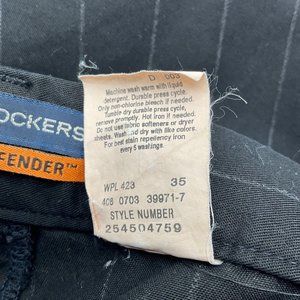 D 003
Machine wash warm with liquid
detergent. Durable press cycle.
Only non-chlorine bleach if needed.
Tumble dry durable press cycle,
remove promptly. Hot iron if needed.
Do not use fabric softeners or dryer
sheets. Wash and dry with like colors.
For best stain repellency iron
every 5 washings.
OCKERS
FENDER™
WPL 423 35
406 0703 39971-7
STYLE NUMBER
254504759